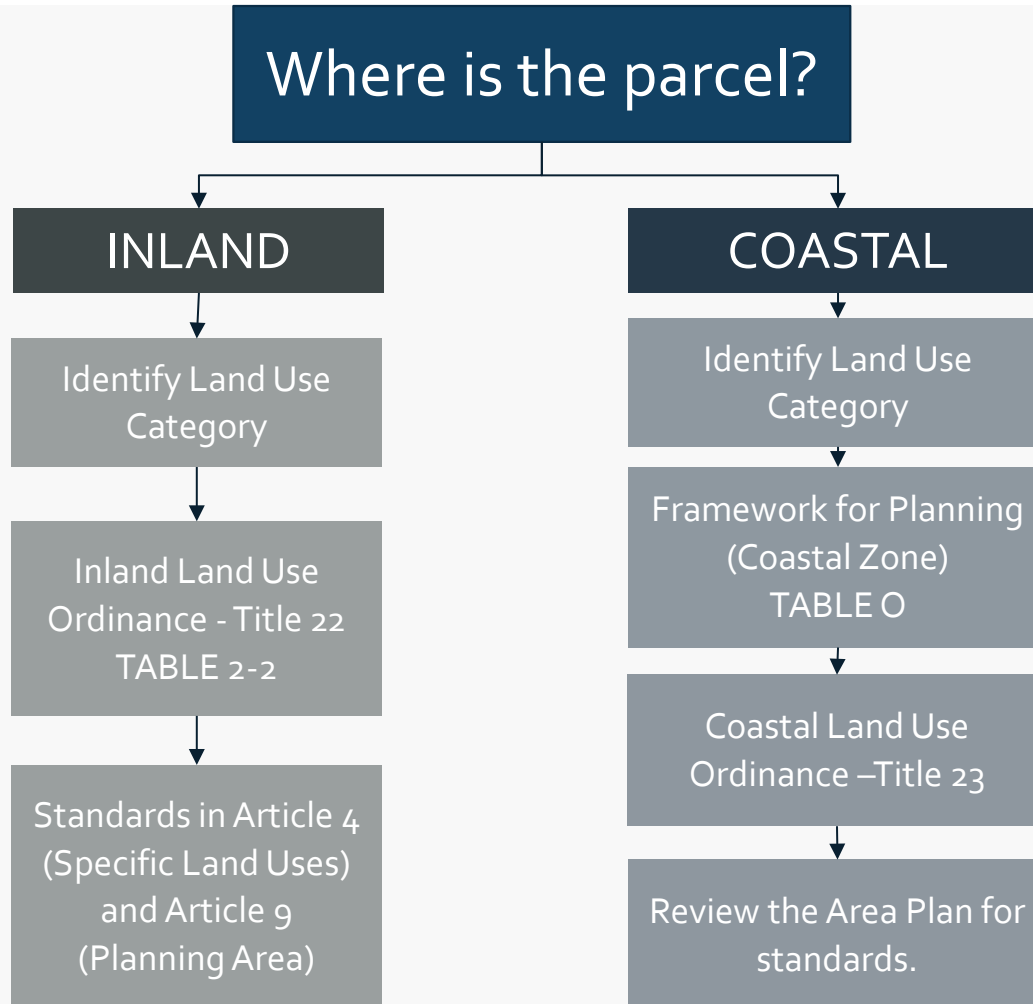 Where is the parcel?
INLAND
Identify Land Use
Category
Inland Land Use
Ordinance - Title 22
TABLE 2-2
Standards in Article 4
(Specific Land Uses)
and Article 9
(Planning Area)
COASTAL
Identify Land Use
Category
Framework for Planning
(Coastal Zone)
TABLE O
Coastal Land Use
Ordinance –Title 23
Review the Area Plan for
standards.